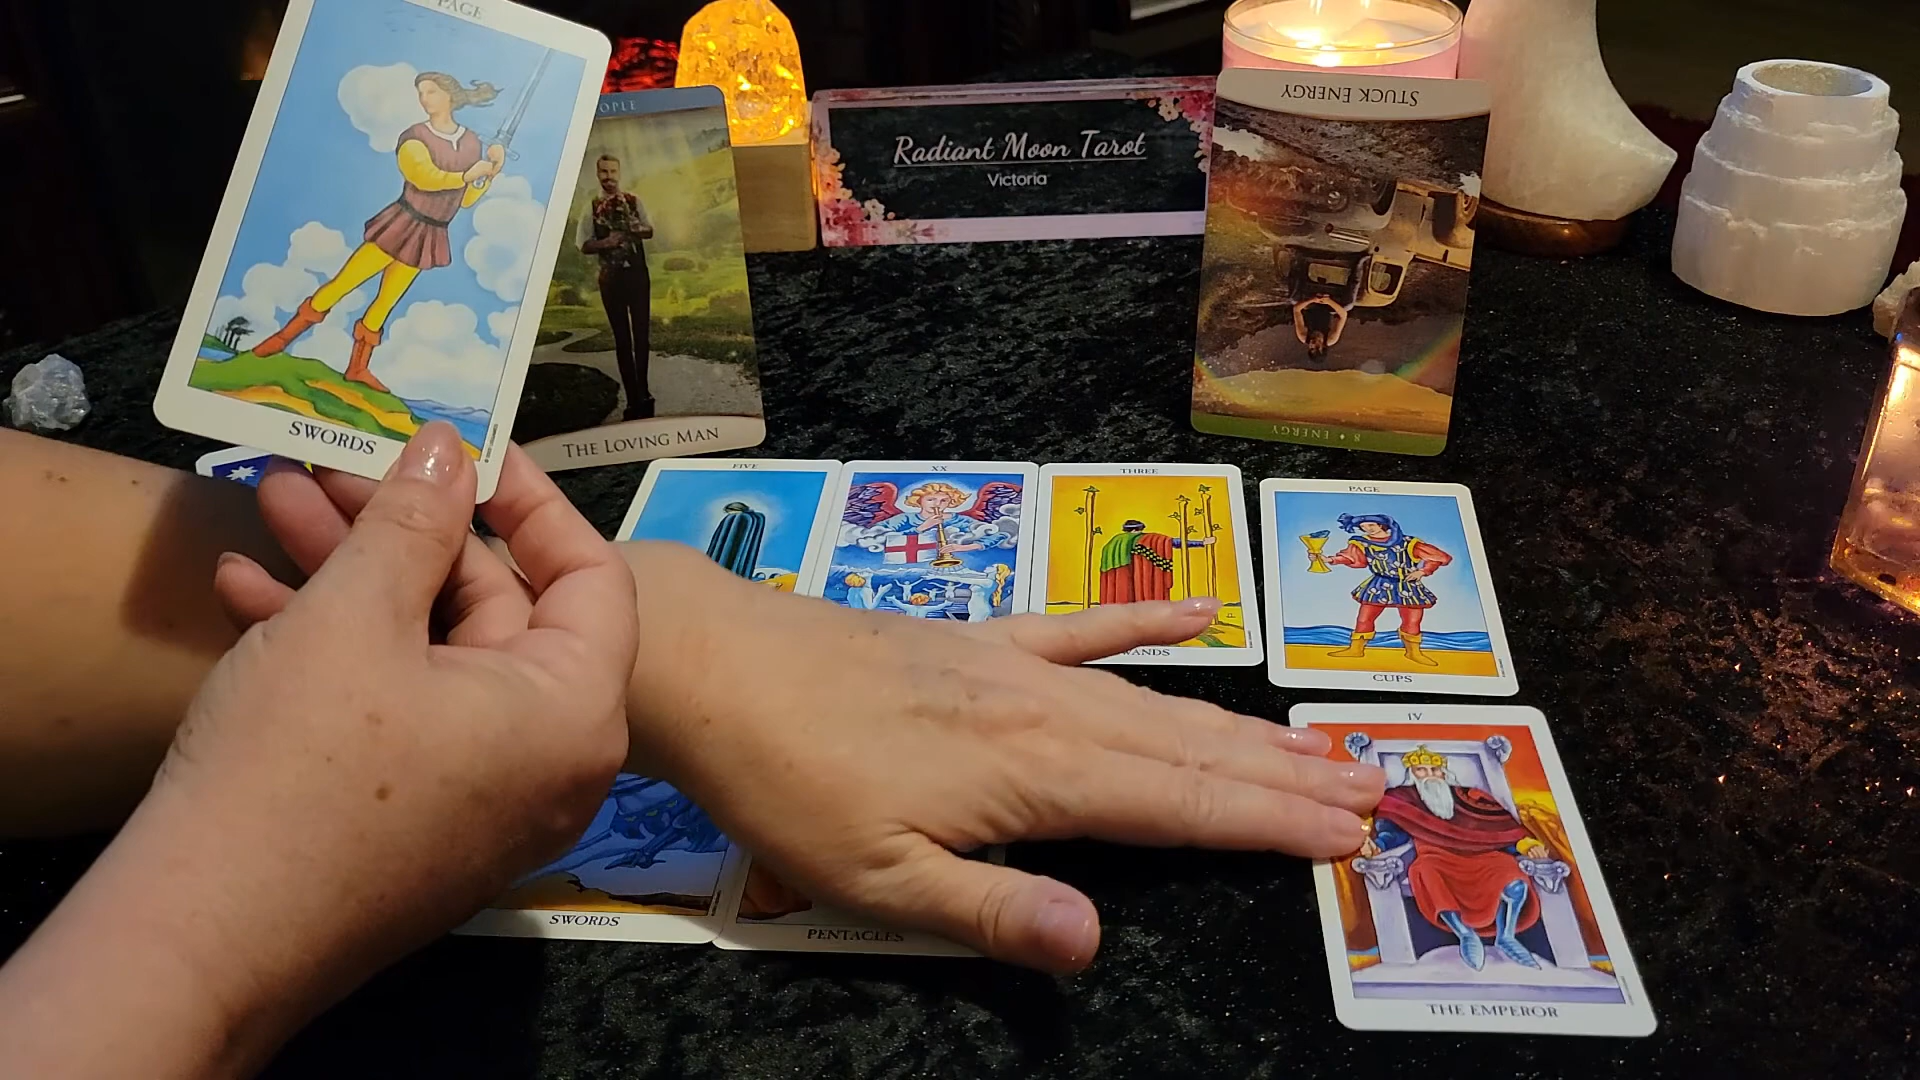 PAGE
SWORDS
OPLE
THE LOVING MAN
Radiant Moon Tarot
Victoria
STUCK ENERGY
8 • ENERGY
FIVE
XX
THREE
WANDS
PAGE
CUPS
IV
THE EMPEROR
SWORDS
PENTACLES